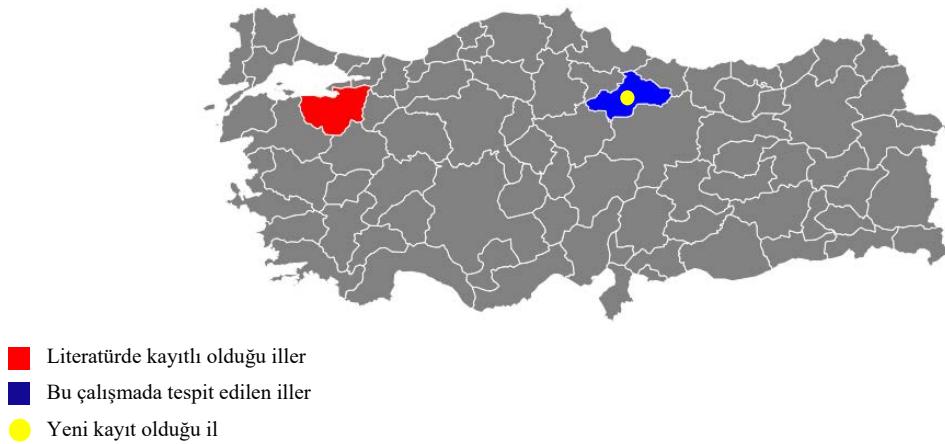 Literatürde kayıtlı olduğu iller
Bu çalışmada tespit edilen iller
Yeni kayıt olduğu il